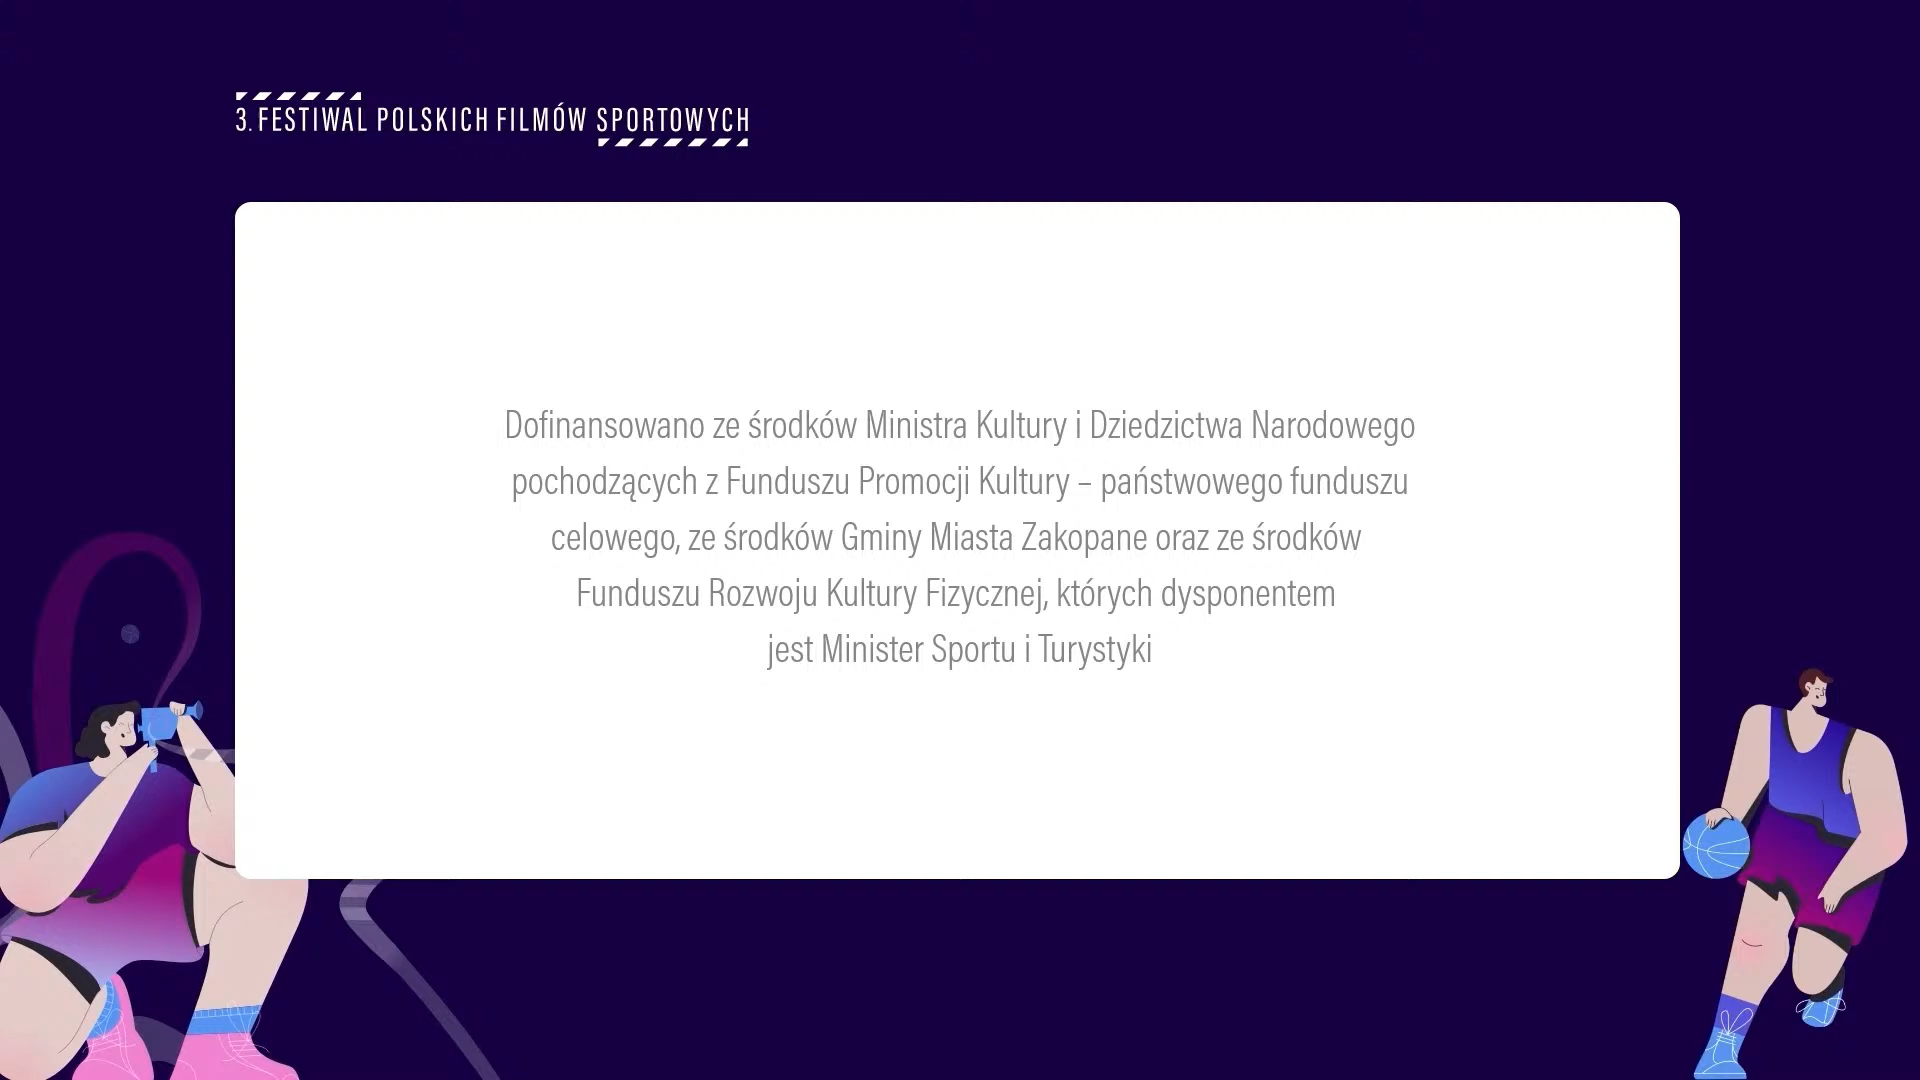 3. FESTIWAL POLSKICH FILMÓW SPORTOWYCH
Dofinansowano ze środków Ministra Kultury i Dziedzictwa Narodowego
pochodzących z Funduszu Promocji Kultury – państwowego funduszu
celowego, ze środków Gminy Miasta Zakopane oraz ze środków
Funduszu Rozwoju Kultury Fizycznej, których dysponentem
jest Minister Sportu i Turystyki